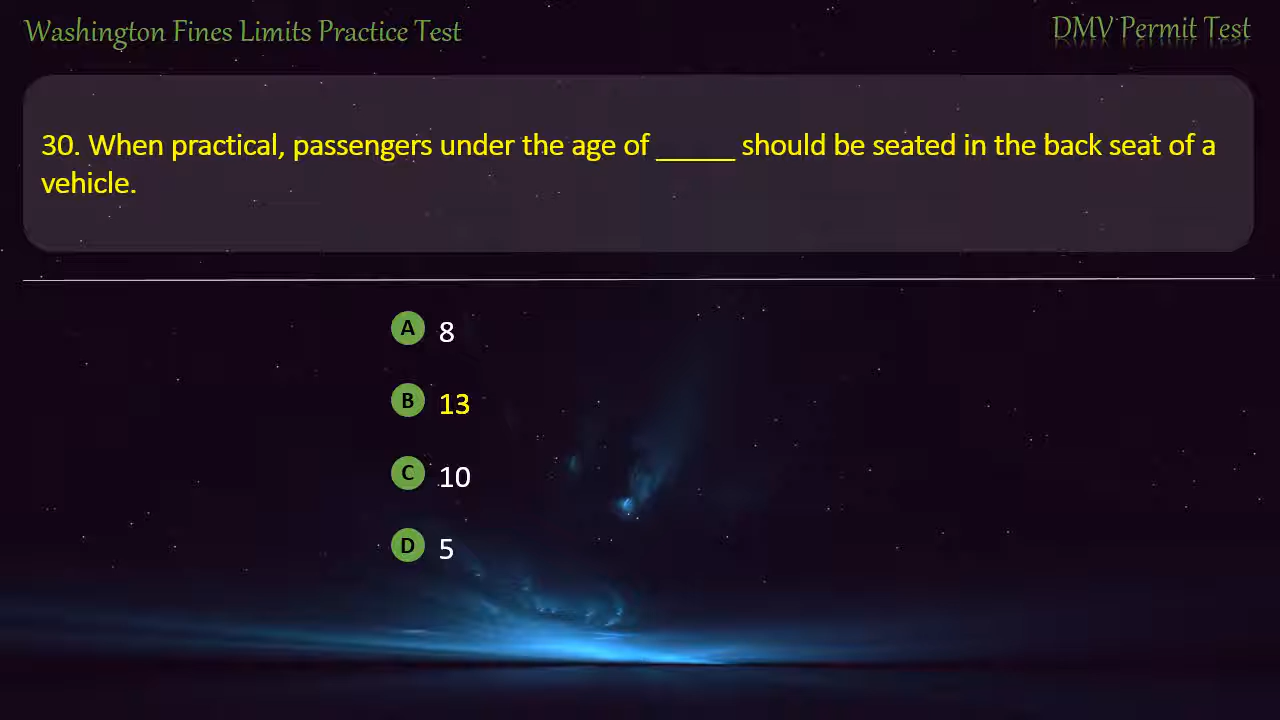 Washington Fines Limits Practice Test
DMV Permit Test
30. When practical, passengers under the age of _____ should be seated in the back seat of a
vehicle.
A 8
B 13
C 10
D 5